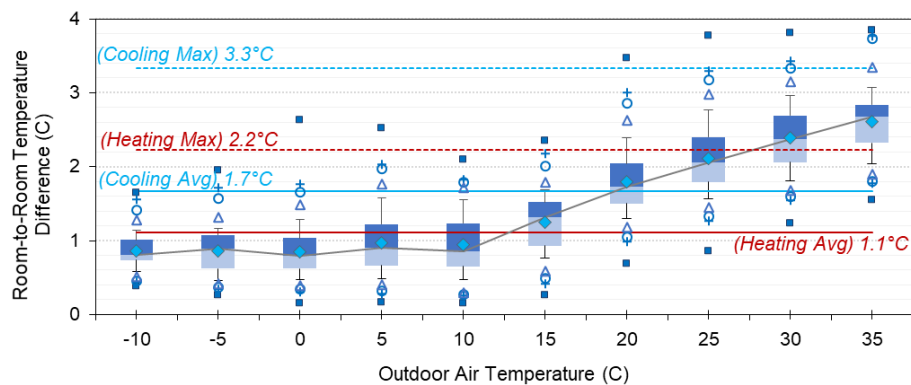 4
(Cooling Max) 3.3°C
3
(Heating Max) 2.2°C
2
(Cooling Avg) 1.7°C
1
(Heating Avg) 1.1°C
0
Room-to-Room Temperature
Difference (C)
-10 -5 0 5 10 15 20 25 30 35
Outdoor Air Temperature (C)